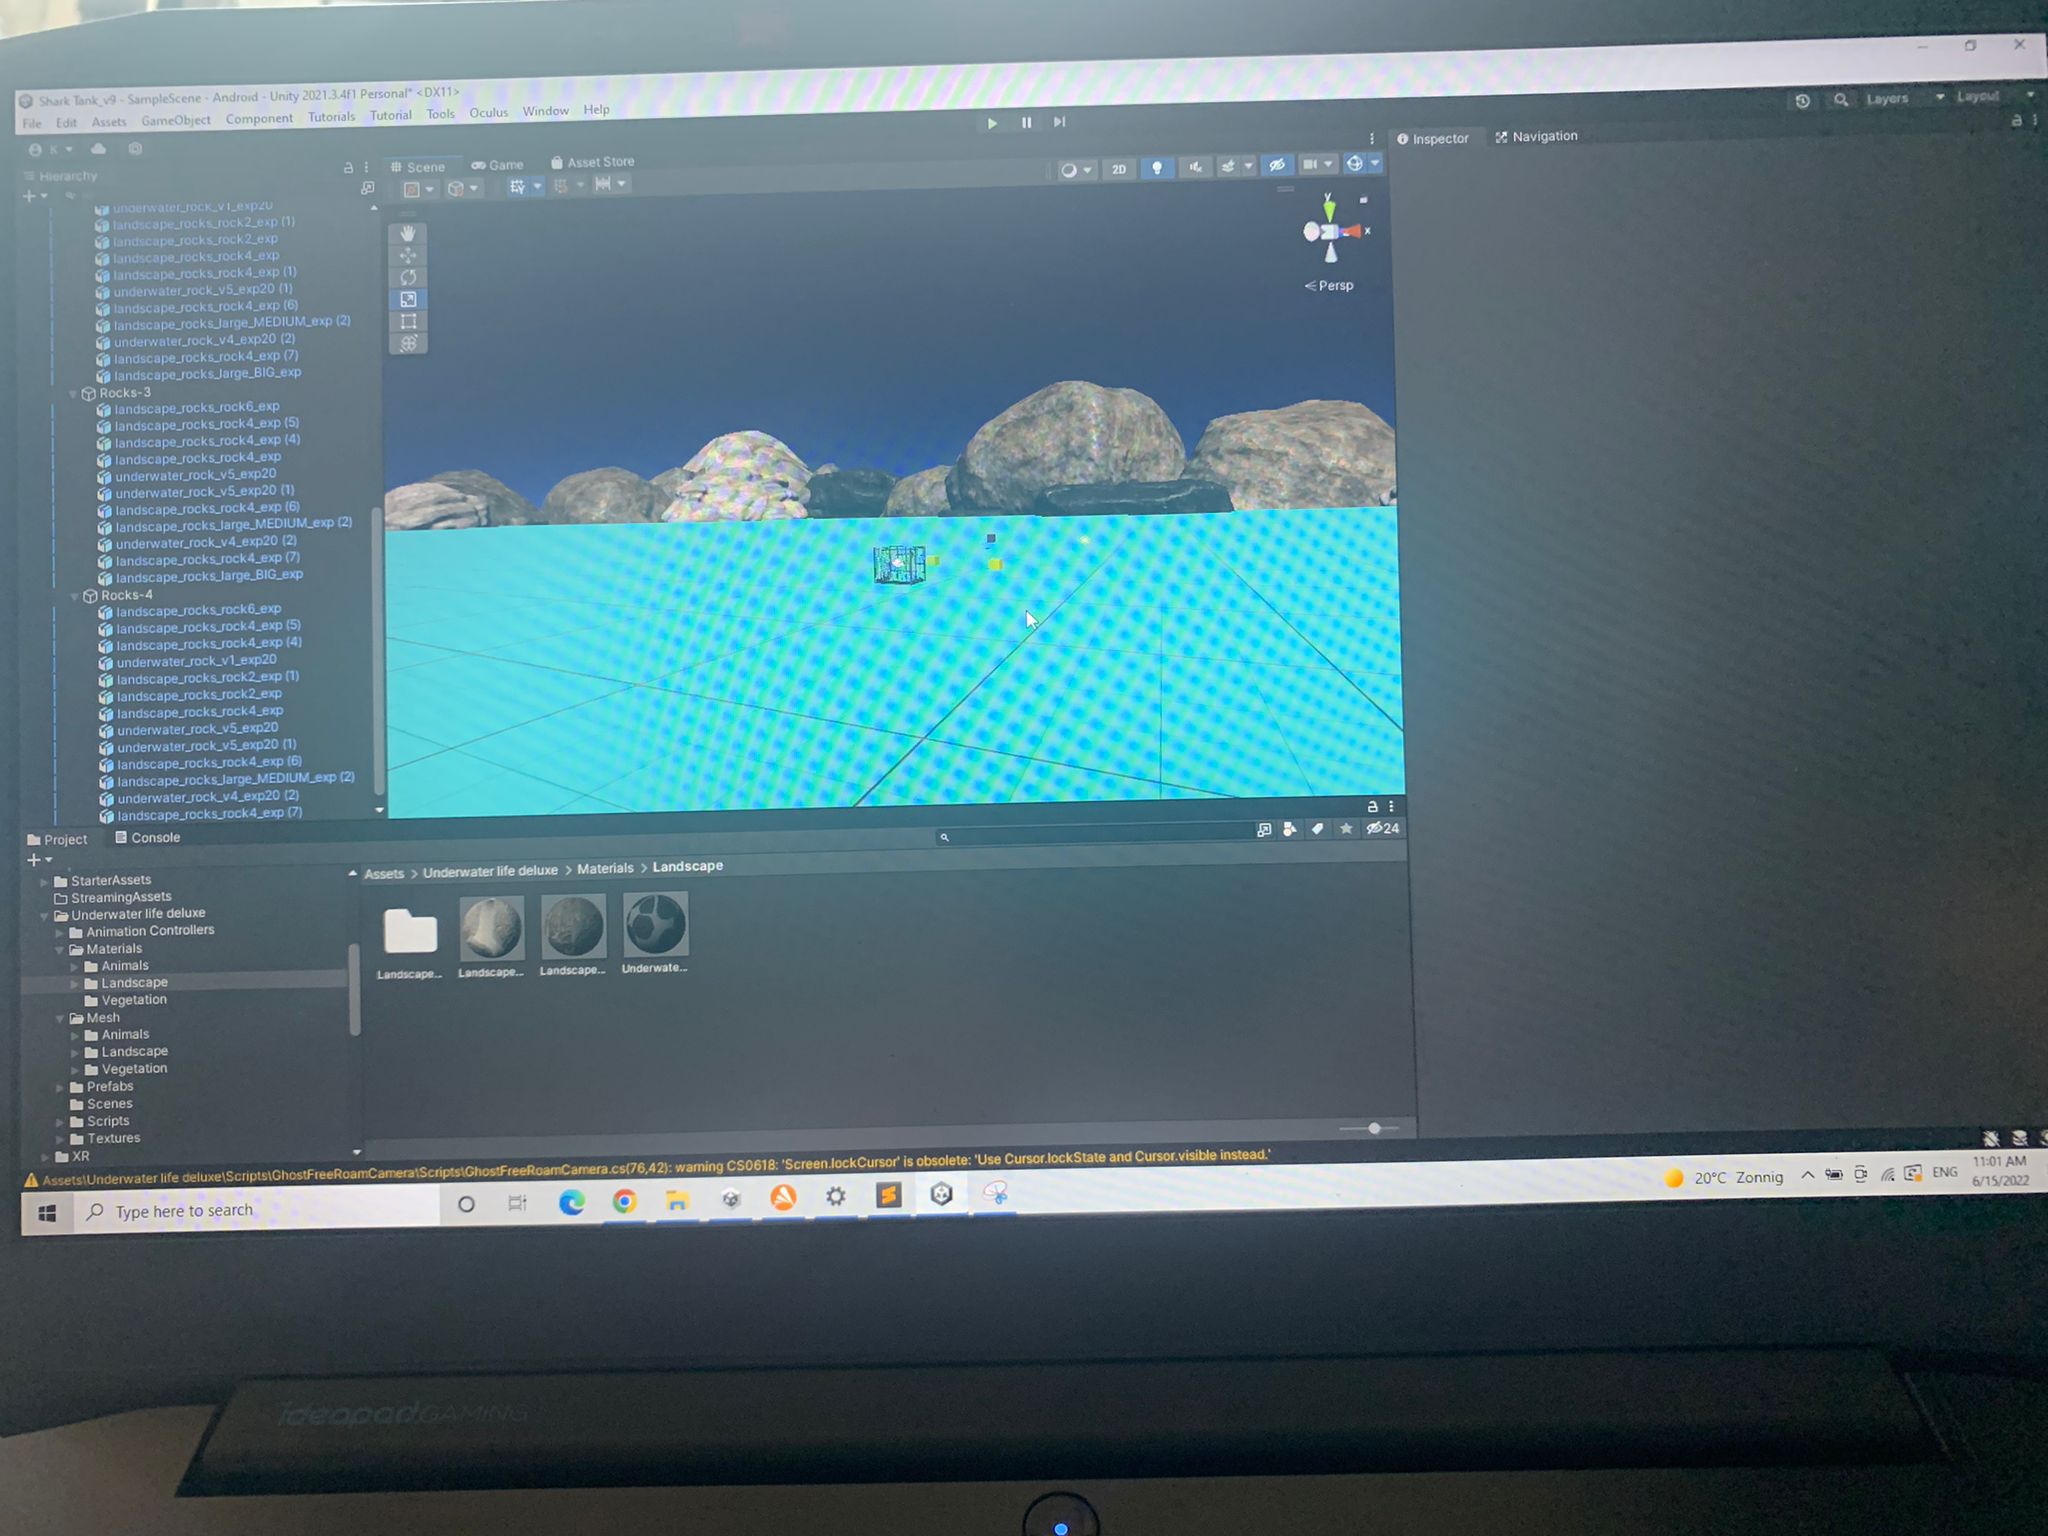 Shark Tank_v9 - SampleScene - Android - Unity 2021.3.4f1 Personal* <DX11>
File Edit Assets GameObject Component Tutorials Tutorial Tools Oculus Window Help
K
Layers Layout
Hierarchy
Scene Game Asset Store
Inspector Navigation
2D
underwater_rock_v1_exp20
landscape_rocks_rock2_exp (1)
landscape_rocks_rock2_exp
landscape_rocks_rock4_exp
landscape_rocks_rock4_exp (1)
underwater_rock_v5_exp20 (1)
landscape_rocks_rock4_exp (6)
landscape_rocks_large_MEDIUM_exp (2)
underwater_rock_v4_exp20 (2)
landscape_rocks_rock4_exp (7)
landscape_rocks_large_BIG_exp
Rocks-3
landscape_rocks_rock6_exp
landscape_rocks_rock4_exp (5)
landscape_rocks_rock4_exp (4)
landscape_rocks_rock4_exp
underwater_rock_v5_exp20
underwater_rock_v5_exp20 (1)
landscape_rocks_rock4_exp (6)
landscape_rocks_large_MEDIUM_exp (2)
underwater_rock_v4_exp20 (2)
landscape_rocks_rock4_exp (7)
landscape_rocks_large_BIG_exp
Rocks-4
landscape_rocks_rock6_exp
landscape_rocks_rock4_exp (5)
landscape_rocks_rock4_exp (4)
underwater_rock_v1_exp20
landscape_rocks_rock2_exp (1)
landscape_rocks_rock2_exp
landscape_rocks_rock4_exp
underwater_rock_v5_exp20
underwater_rock_v5_exp20 (1)
landscape_rocks_rock4_exp (6)
landscape_rocks_large_MEDIUM_exp (2)
underwater_rock_v4_exp20 (2)
landscape_rocks_rock4_exp (7)
y
x
< Persp
Project Console
24
StarterAssets
StreamingAssets
Underwater life deluxe
Animation Controllers
Materials
Animals
Landscape
Vegetation
Mesh
Animals
Landscape
Vegetation
Prefabs
Scenes
Scripts
Textures
XR
Assets > Underwater life deluxe > Materials > Landscape
Landscape... Landscape... Landscape... Underwate...
Assets\Underwater life deluxe\Scripts\GhostFreeRoamCamera\Scripts\GhostFreeRoamCamera.cs(76,42): warning CS0618: 'Screen.lockCursor' is obsolete: 'Use Cursor.lockState and Cursor.visible instead.'
Type here to search
20°C Zonnig
ENG
11:01 AM
6/15/2022
ideapad GAMING